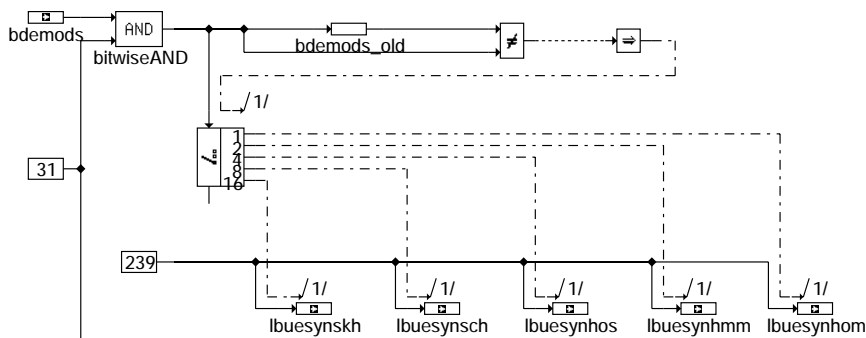 AND
bdemods
bdemods_old
bitwiseAND
≠
⇒
/ 1/
1
2
4
8
16
31
239
/ 1/
/ 1/
/ 1/
/ 1/
/ 1/
lbuesynskh
lbuesynsch
lbuesynhos
lbuesynhmm
lbuesynhom